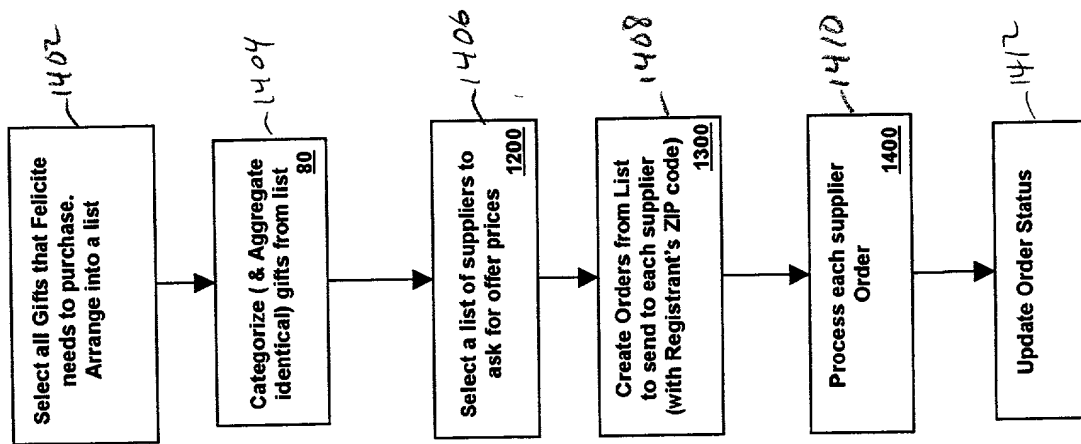 Select all Gifts that Felicite
needs to purchase.
Arrange into a list
1402
Categorize ( & Aggregate
identical) gifts from list
80
1404
Select a list of suppliers to
ask for offer prices
1200
1406
Create Orders from List
to send to each supplier
(with Registrant's ZIP code)
1300
1408
Process each supplier
Order
1400
1410
Update Order Status
1412